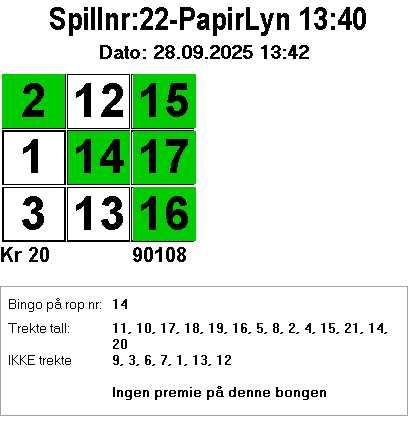 Spillnr:22-PapirLyn 13:40
Dato: 28.09.2025 13:42
2 12 15
1 14 17
3 13 16
Kr 20 90108
Bingo på rop nr: 14
Trekte tall: 11, 10, 17, 18, 19, 16, 5, 8, 2, 4, 15, 21, 14,
20
IKKE trekte 9, 3, 6, 7, 1, 13, 12
Ingen premie på denne bongen